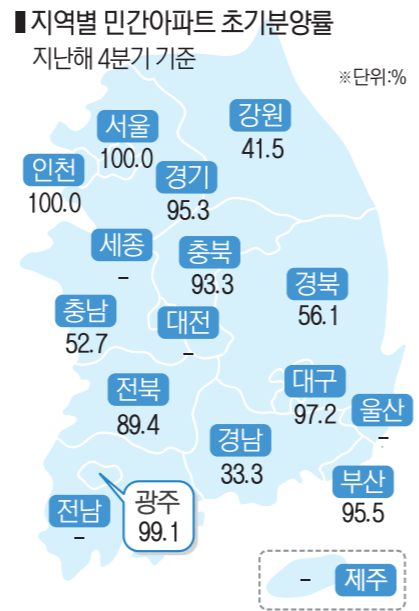 ▮지역별 민간아파트 초기분양률
지난해 4분기 기준
※단위:%
서울
100.0
강원
41.5
인천
100.0
경기
95.3
세종
–
충북
93.3
경북
56.1
충남
52.7
대전
–
전북
89.4
대구
97.2
울산
–
경남
33.3
부산
95.5
전남
–
광주
99.1
– 제주